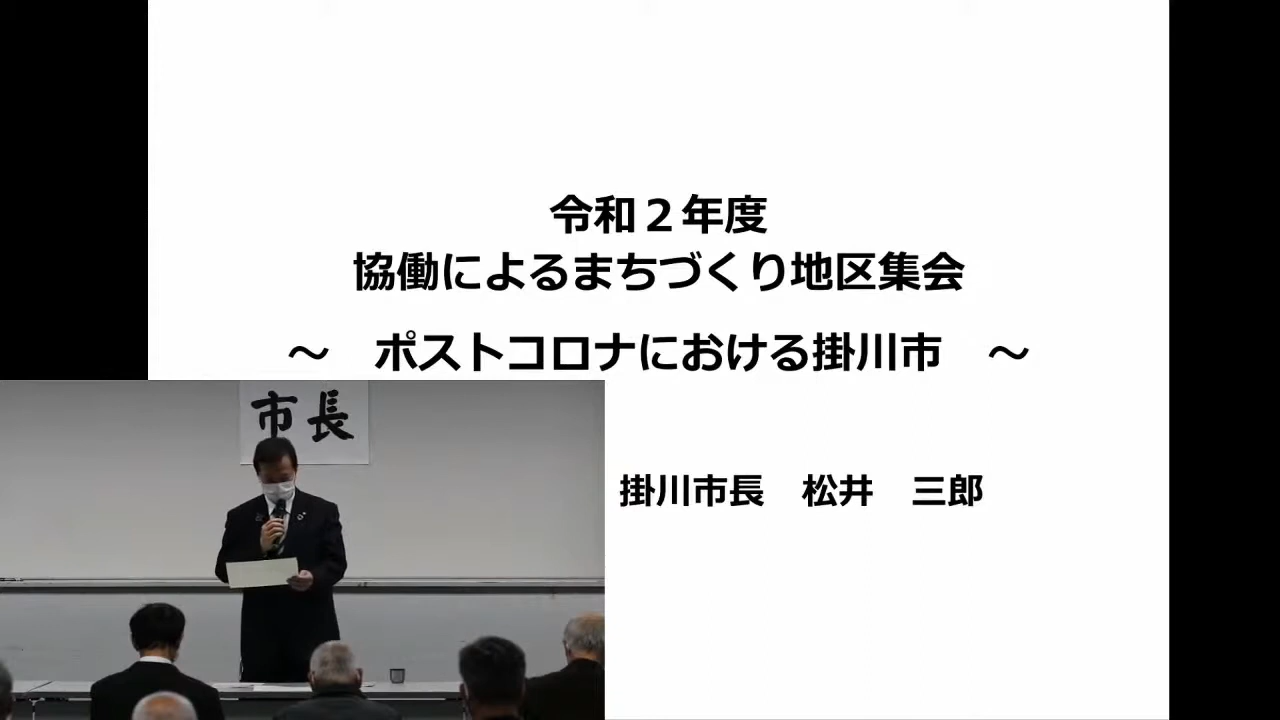 令和２年度
協働によるまちづくり地区集会
～　ポストコロナにおける掛川市　～
市長
掛川市長　松井　三郎